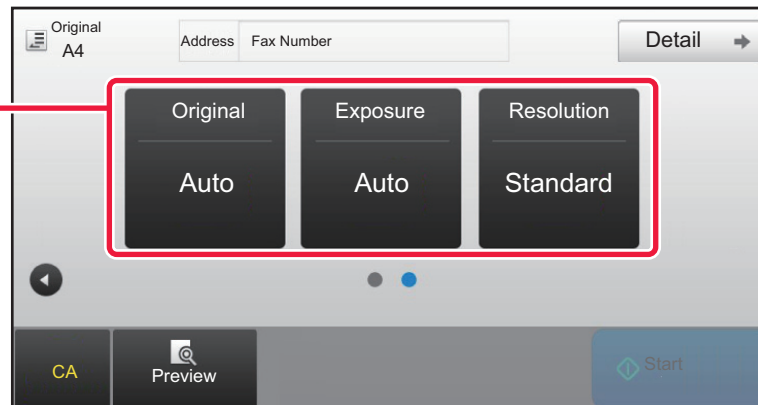 Original
A4
Address Fax Number
Detail
Original Exposure Resolution
Auto Auto Standard
CA
Preview
Start